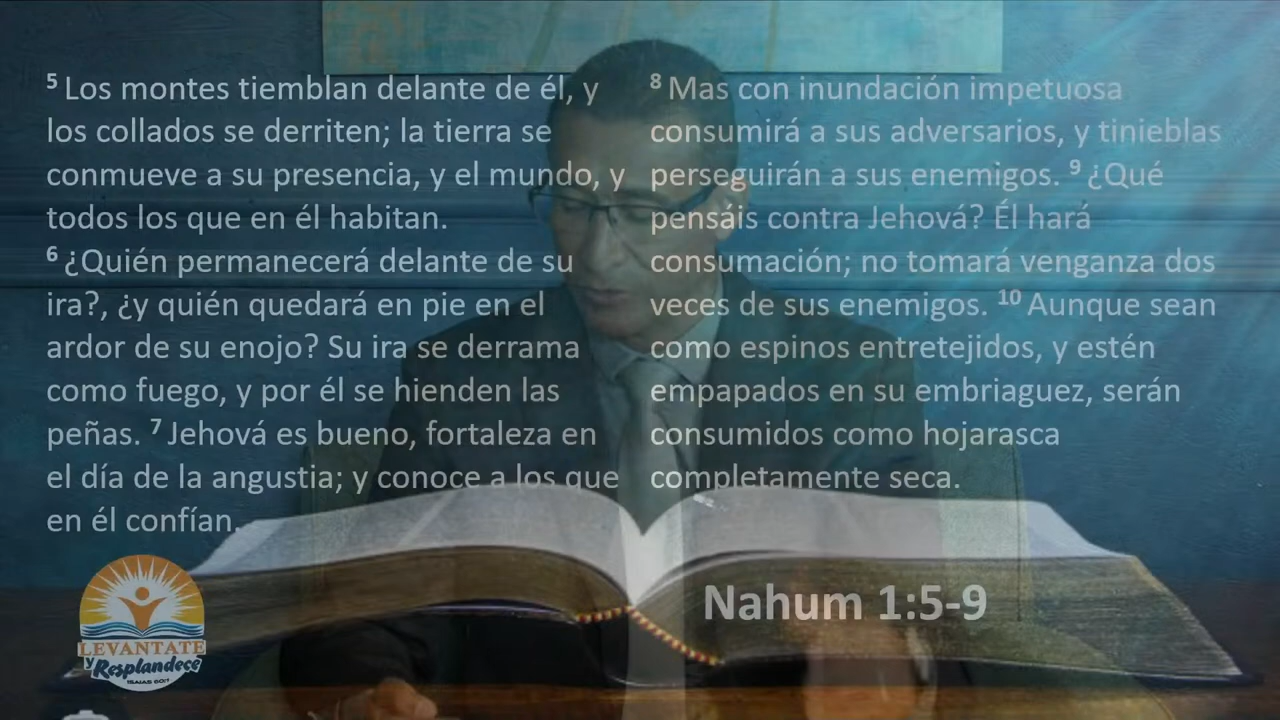 5 Los montes tiemblan delante de él, y
los collados se derriten; la tierra se
conmueve a su presencia, y el mundo, y
todos los que en él habitan.
6 ¿Quién permanecerá delante de su
ira?, ¿y quién quedará en pie en el
ardor de su enojo? Su ira se derrama
como fuego, y por él se hienden las
peñas. 7 Jehová es bueno, fortaleza en
el día de la angustia; y conoce a los que
en él confían.
8 Mas con inundación impetuosa
consumirá a sus adversarios, y tinieblas
perseguirán a sus enemigos. 9 ¿Qué
pensáis contra Jehová? Él hará
consumación; no tomará venganza dos
veces de sus enemigos. 10 Aunque sean
como espinos entretejidos, y estén
empapados en su embriaguez, serán
consumidos como hojarasca
completamente seca.
Nahum 1:5-9
LEVANTATE
y Resplandece
ISAIAS 60:1